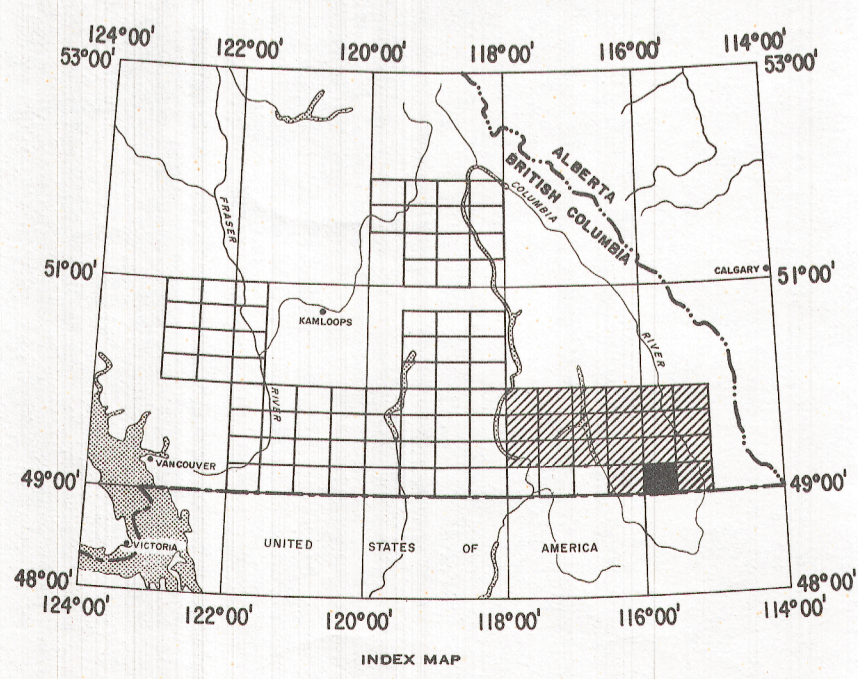 124°00' 122°00' 120°00' 118°00' 116°00' 114°00'
53°00' 53°00'
ALBERTA
BRITISH COLUMBIA
COLUMBIA
FRASER
51°00' CALGARY 51°00'
KAMLOOPS
RIVER
RIVER
VANCOUVER
49°00' 49°00'
VICTORIA UNITED STATES OF AMERICA
48°00' 48°00'
124°00' 122°00' 120°00' 118°00' 116°00' 114°00'
INDEX MAP